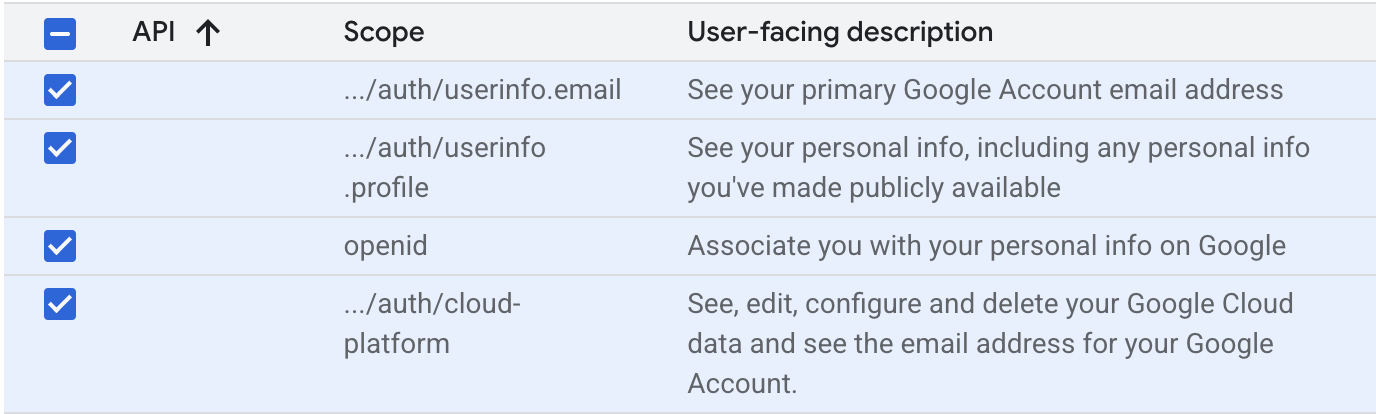 API ↑ Scope User-facing description
.../auth/userinfo.email See your primary Google Account email address
.../auth/userinfo See your personal info, including any personal info
.profile you've made publicly available
openid Associate you with your personal info on Google
.../auth/cloud- See, edit, configure and delete your Google Cloud
platform data and see the email address for your Google
Account.